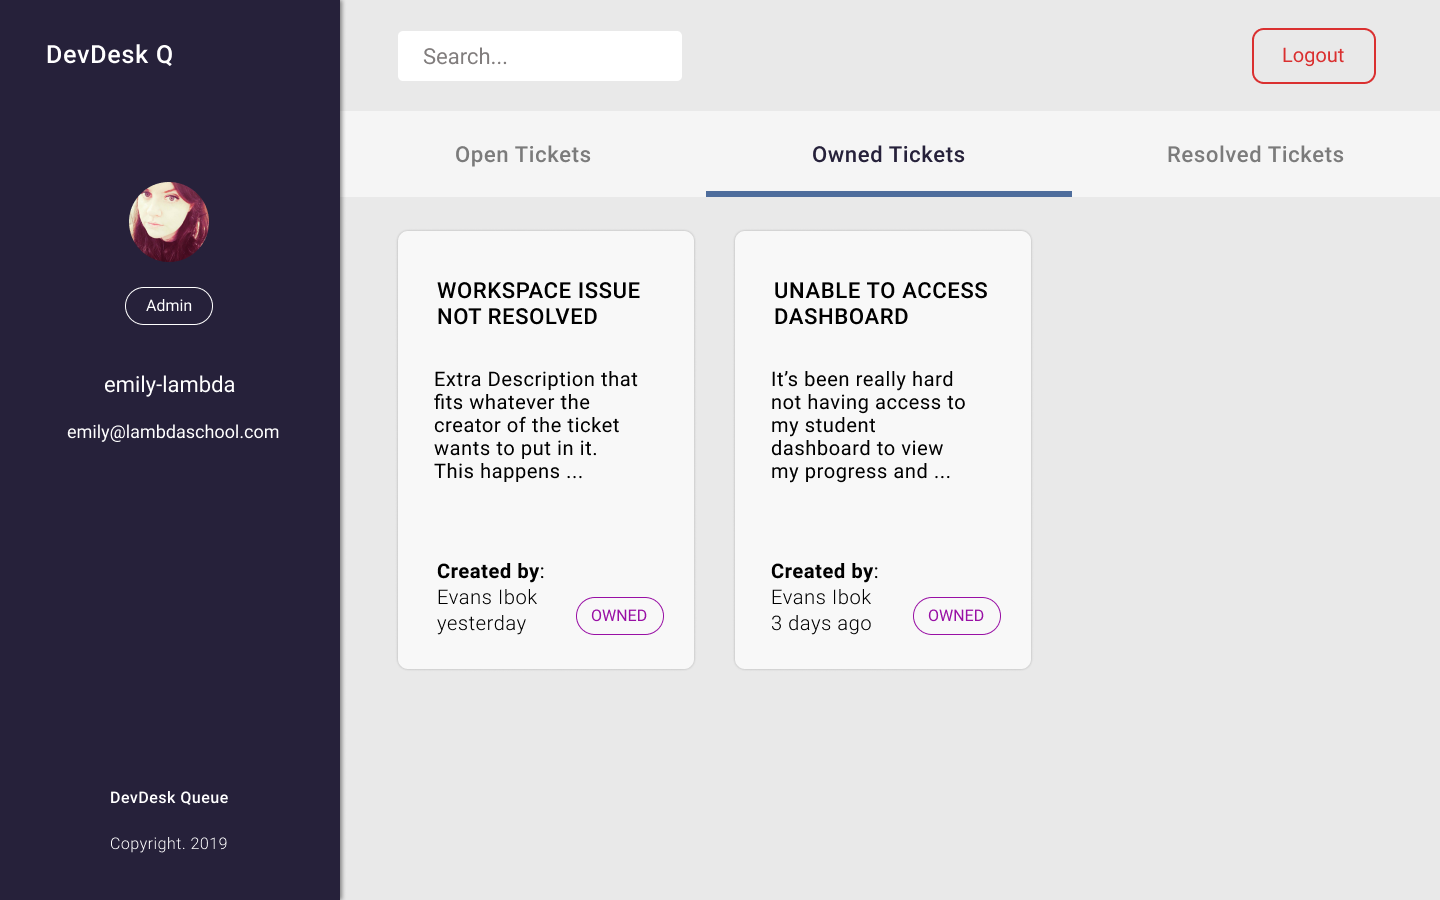 DevDesk Q
Admin
emily-lambda
emily@lambdaschool.com
DevDesk Queue
Copyright. 2019
Search...
Logout
Open Tickets
Owned Tickets
Resolved Tickets
WORKSPACE ISSUE
NOT RESOLVED
Extra Description that
fits whatever the
creator of the ticket
wants to put in it.
This happens ...
Created by:
Evans Ibok
yesterday
OWNED
UNABLE TO ACCESS
DASHBOARD
It’s been really hard
not having access to
my student
dashboard to view
my progress and ...
Created by:
Evans Ibok
3 days ago
OWNED